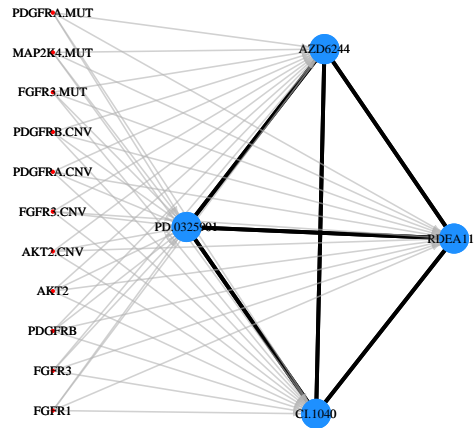 PDGFRA.MUT
MAP2K4.MUT
FGFR3.MUT
PDGFRB.CNV
PDGFRA.CNV
FGFR3.CNV
AKT2.CNV
AKT2
PDGFRB
FGFR3
FGFR1
AZD6244
PD.0325901
RDEA11
CI.1040